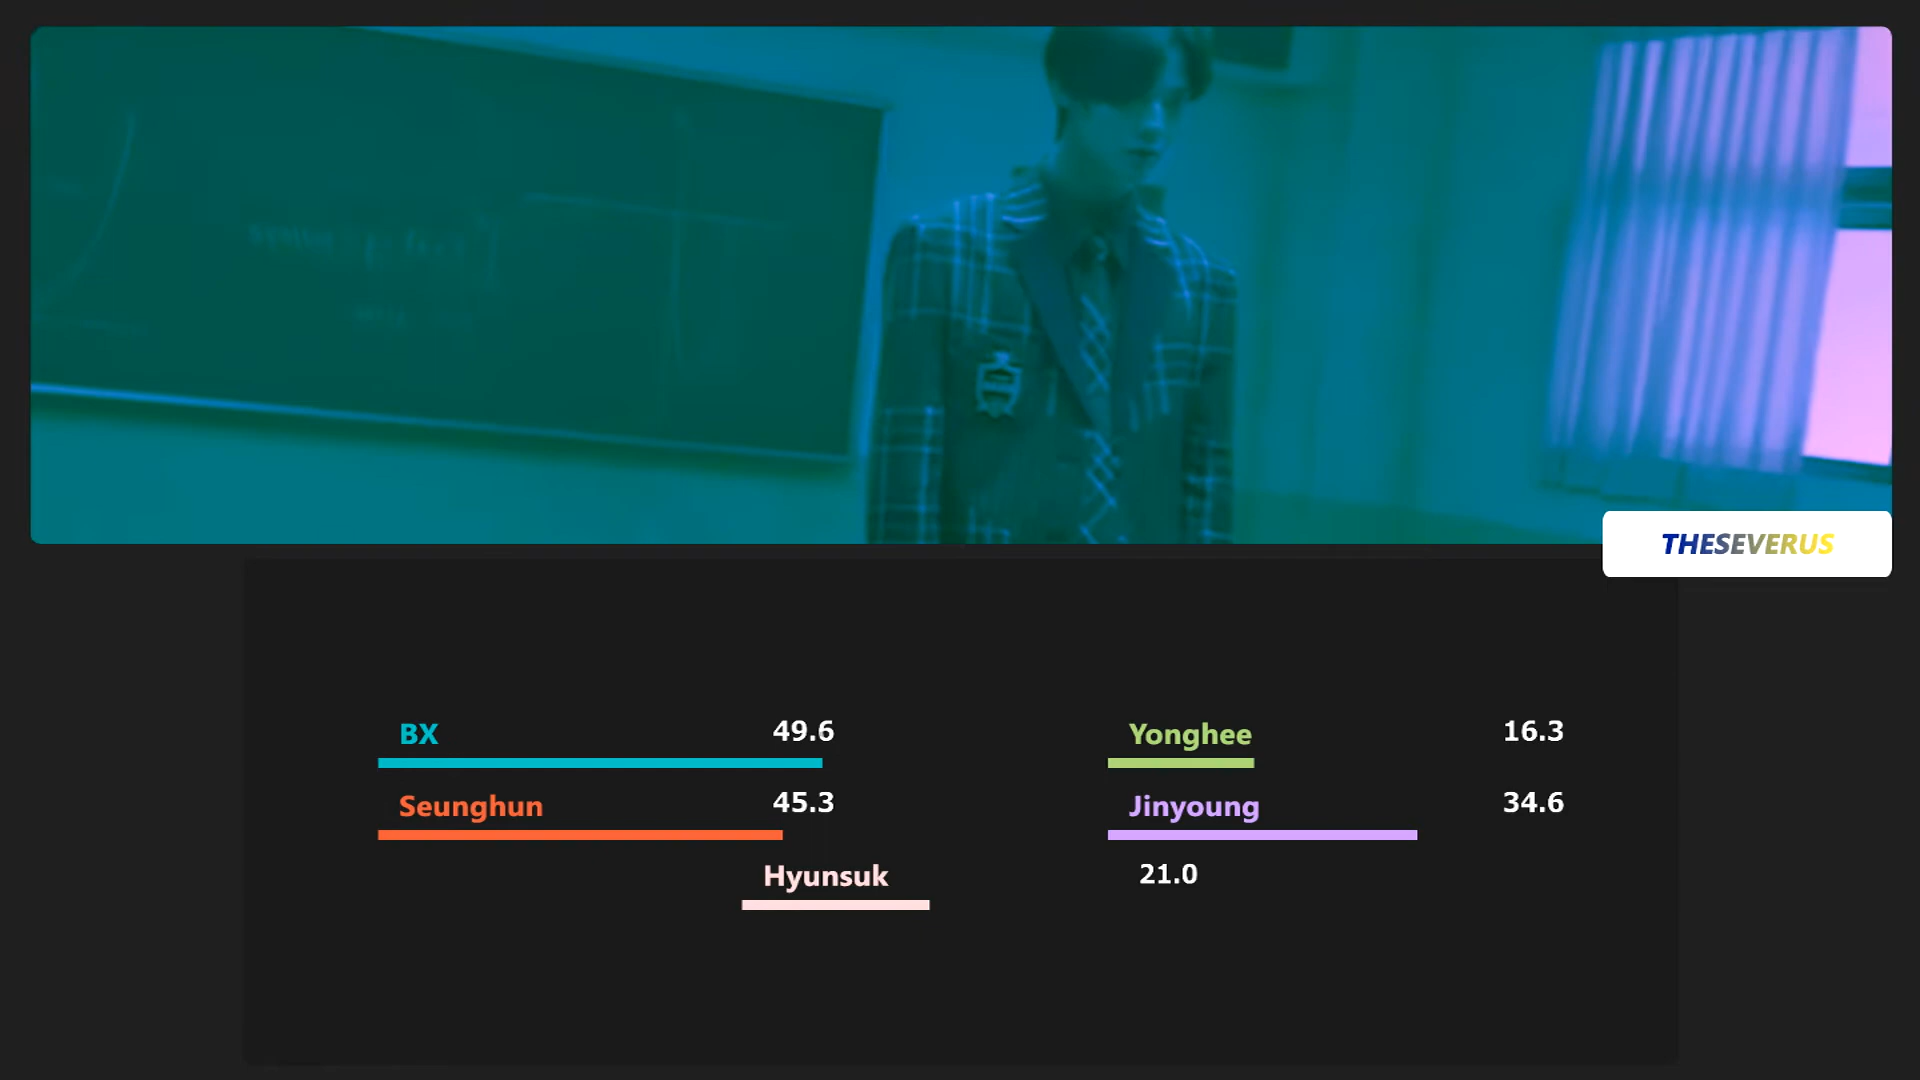 THESEVERUS
BX 49.6
Yonghee 16.3
Seunghun 45.3
Jinyoung 34.6
Hyunsuk 21.0